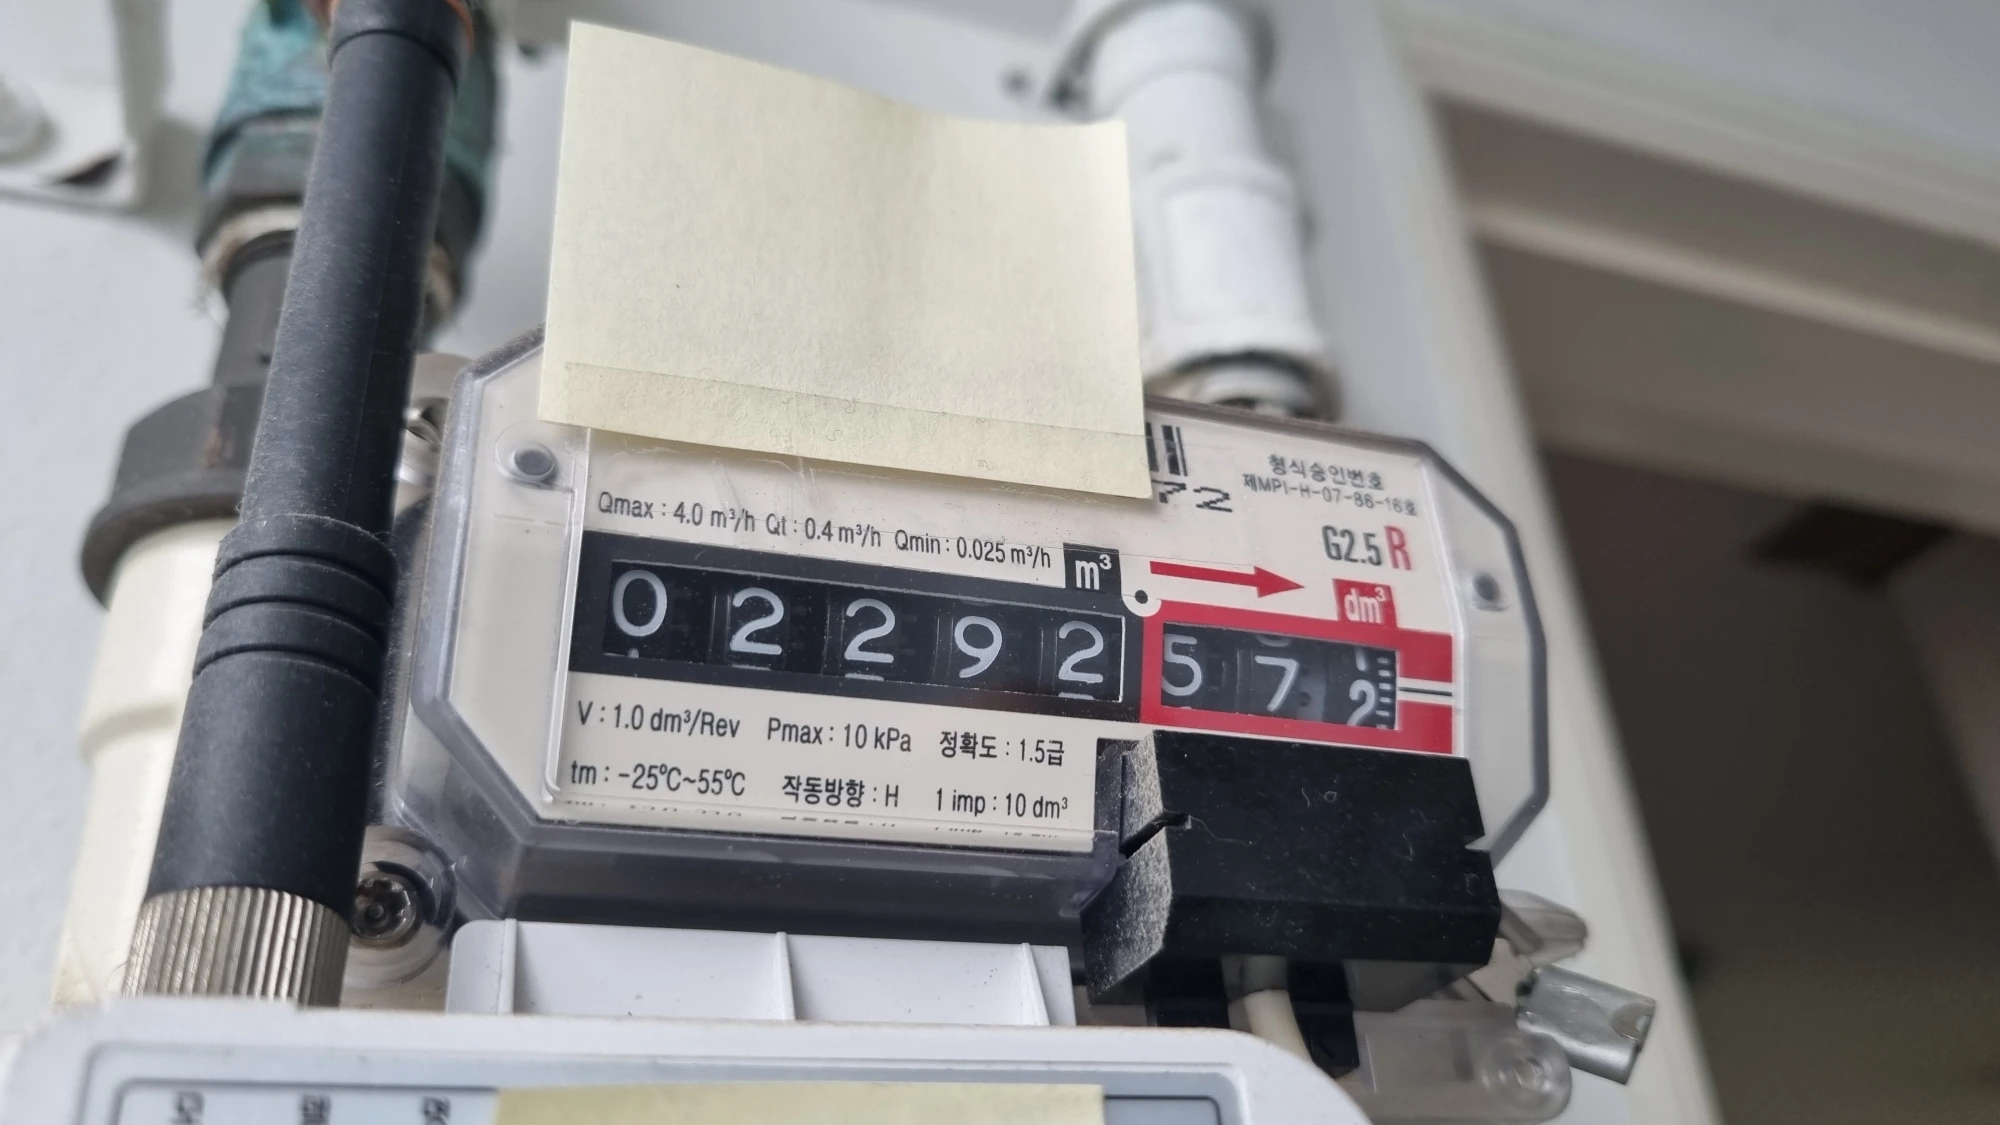 72
형식승인번호
제MPI-H-07-88-16호
G2.5 R
Qmax : 4.0 m³/h Qt : 0.4 m³/h Qmin : 0.025 m³/h
m³
dm³
0 2 2 9 2 5 7 2
V : 1.0 dm³/Rev Pmax : 10 kPa 정확도 : 1.5급
tm : -25℃~55℃ 작동방향 : H 1 imp : 10 dm³